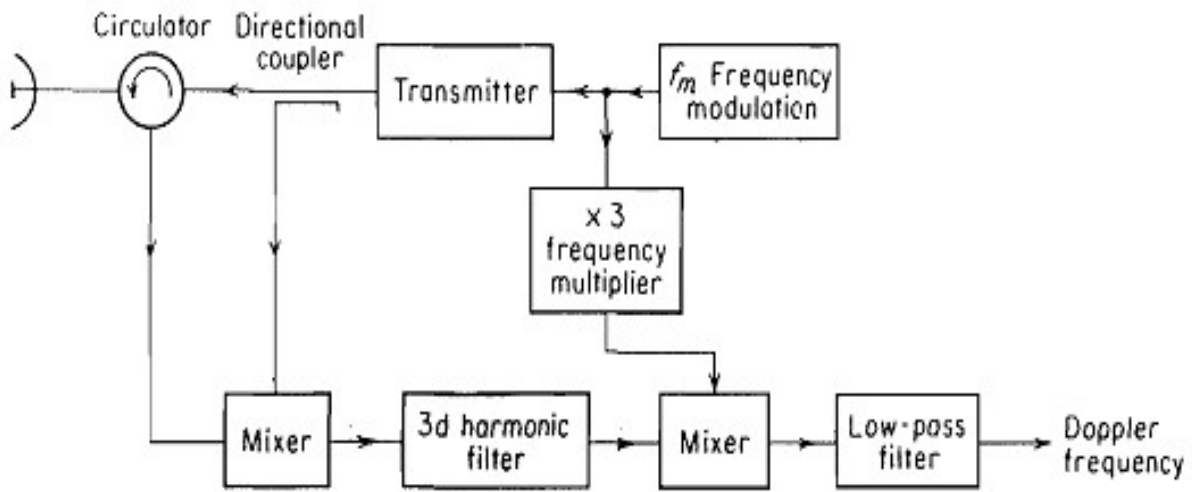 Circulator
Directional
coupler
Transmitter
fm Frequency
modulation
x 3
frequency
multiplier
Mixer
3d harmonic
filter
Mixer
Low-pass
filter
Doppler
frequency